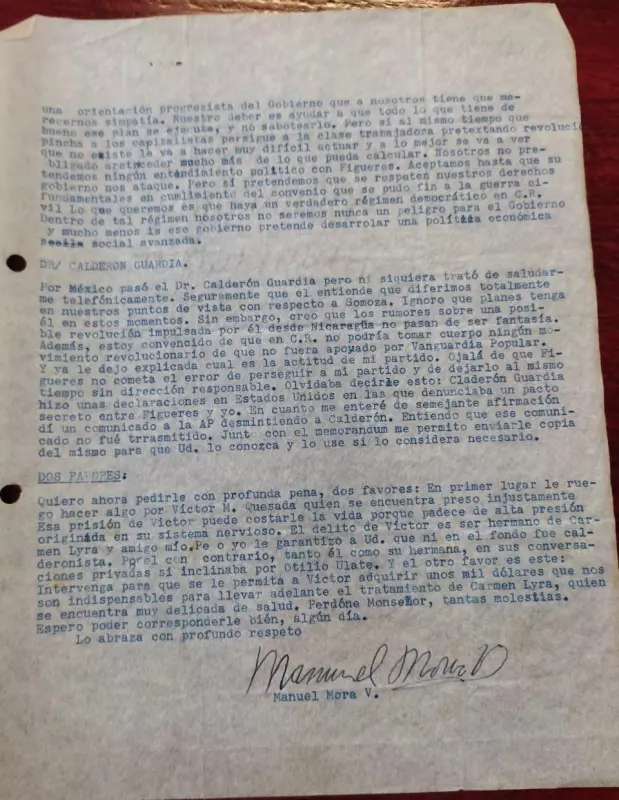 una orientación progresista del Gobierno que a nosotros tiene que me-
recernos simpatía. Nuestro deber es ayudar a que todo lo que tiene de
bueno ese plan se ejecute, y no sabotearlo. Pero si al mismo tiempo que
pincha a los capitalistas persigue a la clase trabajadora pretextando revolucio
que no existe le va a hacer muy difícil actuar y a lo mejor se va a ver
bligado a retroceder mucho más de lo que pueda calcular. Nosotros no pre-
tendemos ningún entendimiento político con Figueres. Aceptamos hasta que su
gobierno nos ataque. Pero sí pretendemos que se respeten nuestros derechos
fundamentales en cumplimiento del convenio que se pudo fin a la guerra ci-
vil Lo que queremos es que haya un verdadero régimen democrático en C.R.
Dentro de tal régimen nosotros no seremos nunca un peligro para el Gobierno
y mucho menos is ese gobierno pretende desarrolar una política económica
social avanzada.
DR/ CALDERON GUARDIA.
Por México pasó el Dr. Calderón Guardia pero ni siquiera trató de saludar-
me telefónicamente. Seguramente que el entiende que diferimos totalmente
en nuestros puntos de vista con respecto a Somoza. Ignoro que planes tenga
él en estos momentos. Sin embargo, creo que los rumores sobre una posi-
ble revolución impulsada por él desde Nicaragüa no pasan de ser fantasía.
Además, estoy convencido de que en C.R. no podría tomar cuerpo ningún mo-
vimiento revolucionario de que no fuera apoyado por Vanguardia Popular.
Y ya le dejo explicada cual es la actitud de mi partido. Ojalá de que Fi-
gueres no cometa el error de perseguir a mi partido y de dejarlo al mismo
tiempo sin dirección responsable. Olvidaba decirle esto: Claderón Guardia
hizo unas declaraciones en Estados Unidos en las que denunciaba un pacto
secreto entre Figueres y yo. En cuanto me enteré de semejante afirmación
dí un comunicado a la AP desmintiendo a Calderón. Entiendo que ese comuni-
cado no fué trrasmitido. Junt con el memorandum me permito enviarle copia
del mismo para que Ud. lo conozca y lo use si lo considera necesario.
DOS FAVORES:
Quiero ahora pedirle con profunda pena, dos favores: En primer lugar le rue-
go hacer algo por Víctor M. Quesada quien se encuentra preso injustamente
Esa prisión de Victor puede costarle la vida porque padece de alta presión
originada en su sistema nervioso. El delito de Victor es ser hermano de Car-
men Lyra y amigo mío. Pe o yo le garantizo a Ud. que ni en el fondo fue cal-
deronista. Por el con contrario, tanto él como su hermana, en sus conversa-
ciones privadas si inclinaba por Otilio Ulate. Y el otro favor es este:
Intervenga para que se le permita a Victor adquirir unos mil dólares que nos
son indispensables para llevar adelante el tratamiento de Carmen Lyra, quien
se encuentra muy delicada de salud. Perdóne Monseñor, tantas molestias.
Espero poder corresponderle bién, algún día.
Lo abraza con profundo respeto
Manuel Mora V
Manuel Mora V.